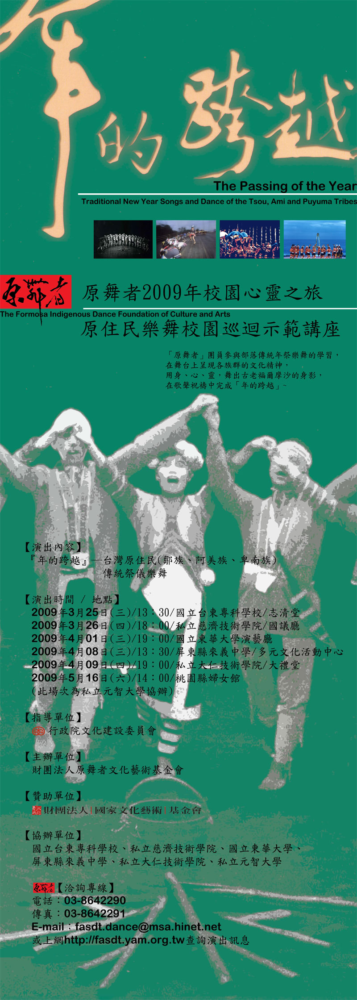 年的跨越
The Passing of the Year
Traditional New Year Songs and Dance of the Tsou, Ami and Puyuma Tribes
原舞者
原舞者2009年校園心靈之旅
The Formosa Indigenous Dance Foundation of Culture and Arts
原住民樂舞校園巡迴示範講座
「原舞者」團員參與部落傳統年祭樂舞的學習，
在舞台上呈現各族群的文化精神，
用身、心、靈，舞出古老福爾摩沙的身影，
在歌聲祝禱中完成「年的跨越」~
【演出內容】
『年的跨越』—台灣原住民(鄒族、阿美族、卑南族)
傳統祭儀樂舞
【演出時間 / 地點】
2009年3月25日(三)/13：30/國立台東專科學校/志清堂
2009年3月26日(四)/18：00/私立慈濟技術學院/國議廳
2009年4月01日(三)/19：00/國立東華大學演藝廳
2009年4月08日(三)/13：30/屏東縣來義中學/多元文化活動中心
2009年4月09日(四)/19：00/私立大仁技術學院/大禮堂
2009年5月16日(六)/14：00/桃園縣婦女館
(此場次為私立元智大學協辦)
【指導單位】
行政院文化建設委員會
【主辦單位】
財團法人原舞者文化藝術基金會
【贊助單位】
財團法人|國家文化藝術|基金會
【協辦單位】
國立台東專科學校、私立慈濟技術學院、國立東華大學、
屏東縣來義中學、私立大仁技術學院、私立元智大學
原舞者【洽詢專線】
電話：03-8642290
傳真：03-8642291
E-mail：fasdt.dance@msa.hinet.net
或上網http://fasdt.yam.org.tw查詢演出訊息